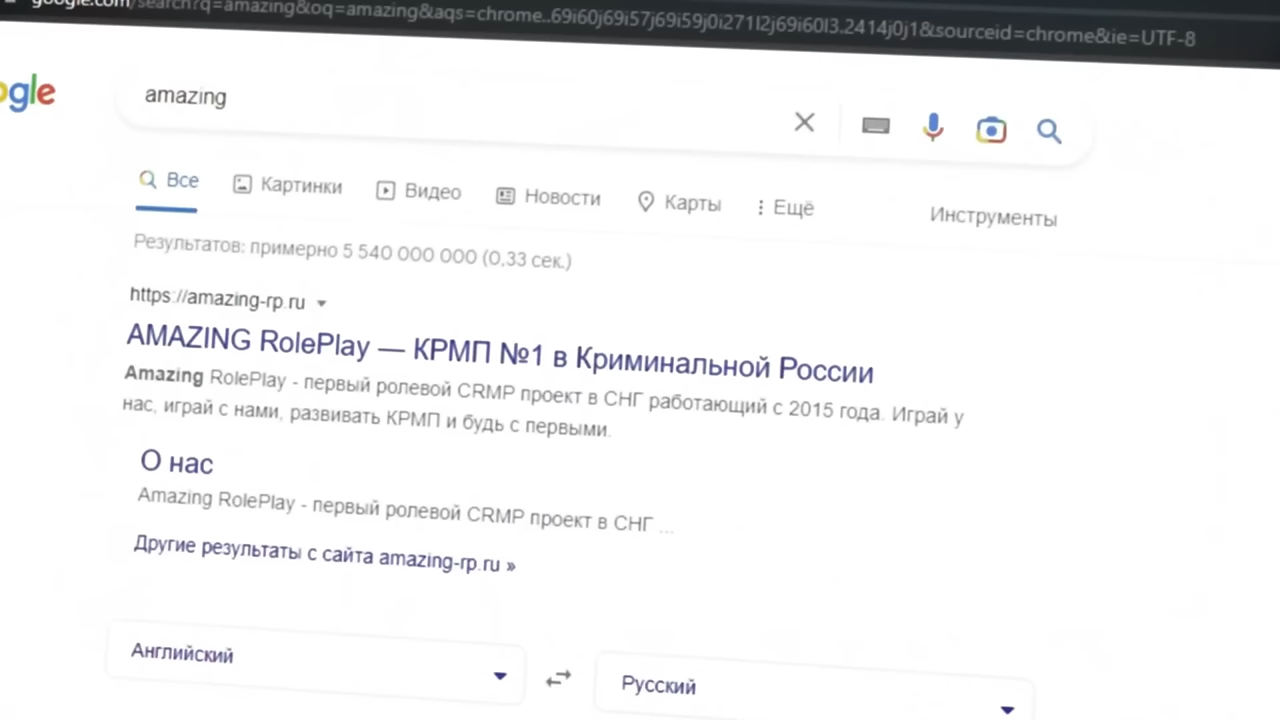 google.com/search?q=amazing&oq=amazing&aqs=chrome..69i60j69i57j69i59j0i271l2j69i60l3.2414j0j1&sourceid=chrome&ie=UTF-8
ogle
amazing
Все Картинки Видео Новости Карты Ещё Инструменты
Результатов: примерно 5 540 000 000 (0,33 сек.)
https://amazing-rp.ru
AMAZING RolePlay — КРМП №1 в Криминальной России
Amazing RolePlay - первый ролевой CRMP проект в СНГ работающий с 2015 года. Играй у
нас, играй с нами, развивать КРМП и будь с первыми.
О нас
Amazing RolePlay - первый ролевой CRMP проект в СНГ ...
Другие результаты с сайта amazing-rp.ru »
Английский Русский